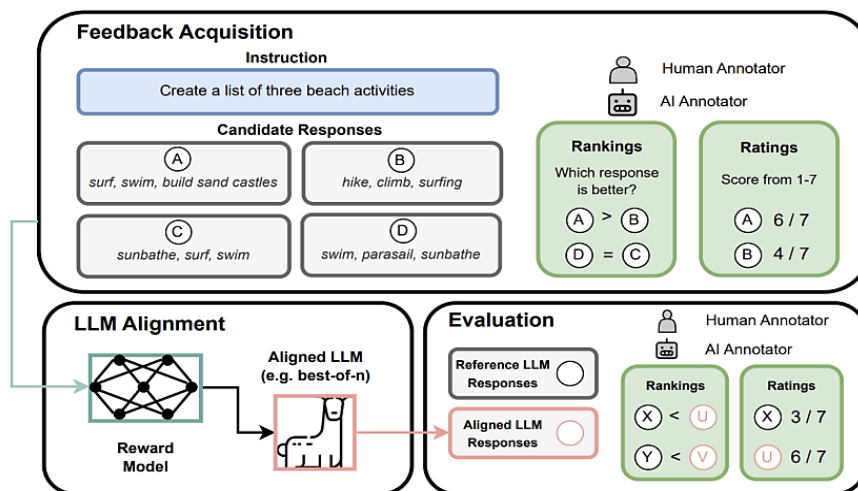 Feedback Acquisition
Instruction
Create a list of three beach activities
Candidate Responses
A
surf, swim, build sand castles
B
hike, climb, surfing
C
sunbathe, surf, swim
D
swim, parasail, sunbathe
Human Annotator
AI Annotator
Rankings
Which response
is better?
A > B
D = C
Ratings
Score from 1-7
A 6 / 7
B 4 / 7
LLM Alignment
Reward
Model
Aligned LLM
(e.g. best-of-n)
Evaluation
Human Annotator
AI Annotator
Reference LLM
Responses
Aligned LLM
Responses
Rankings
X < U
Y < V
Ratings
X 3 / 7
U 6 / 7